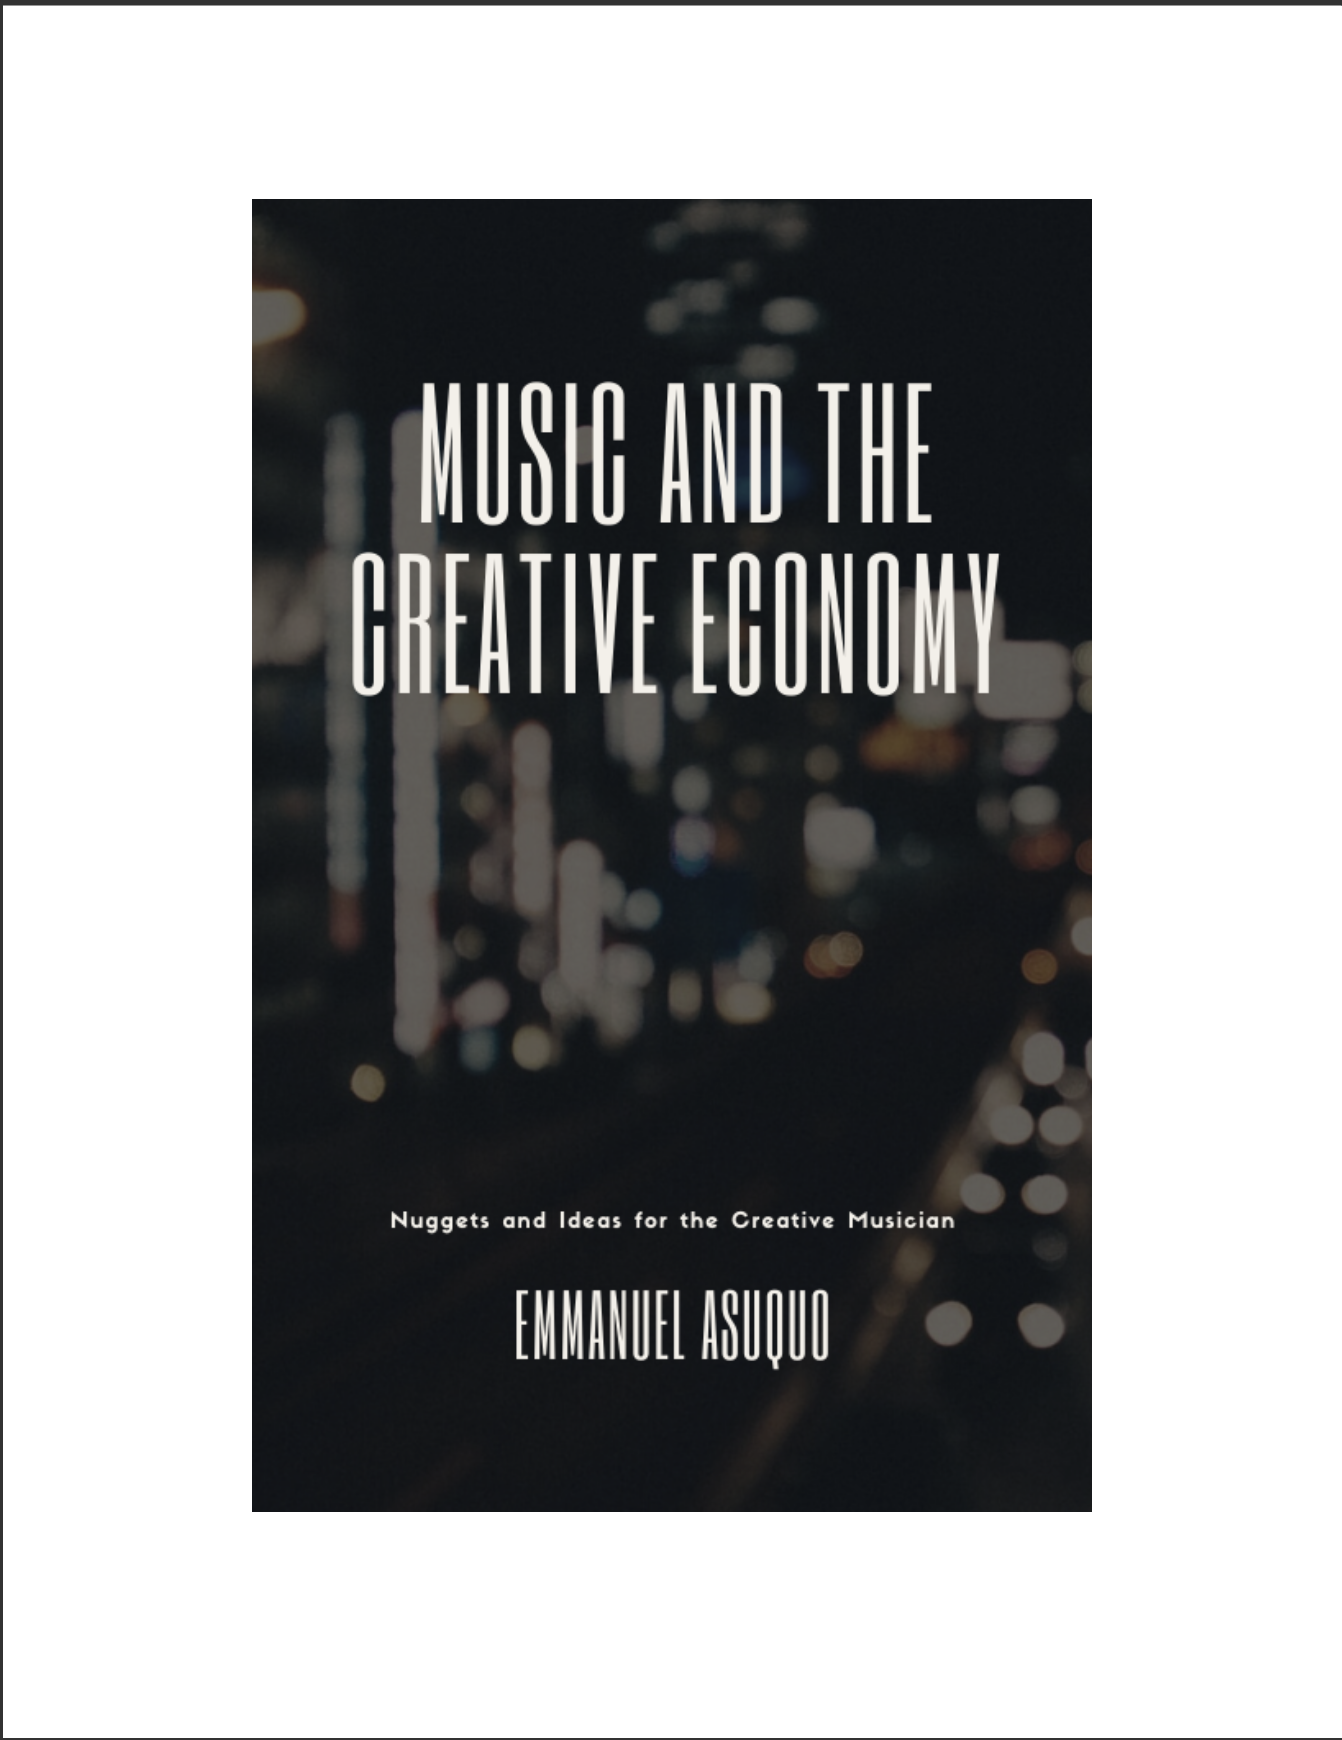 MUSIC AND THE
CREATIVE ECONOMY
Nuggets and Ideas for the Creative Musician
EMMANUEL ASUQUO